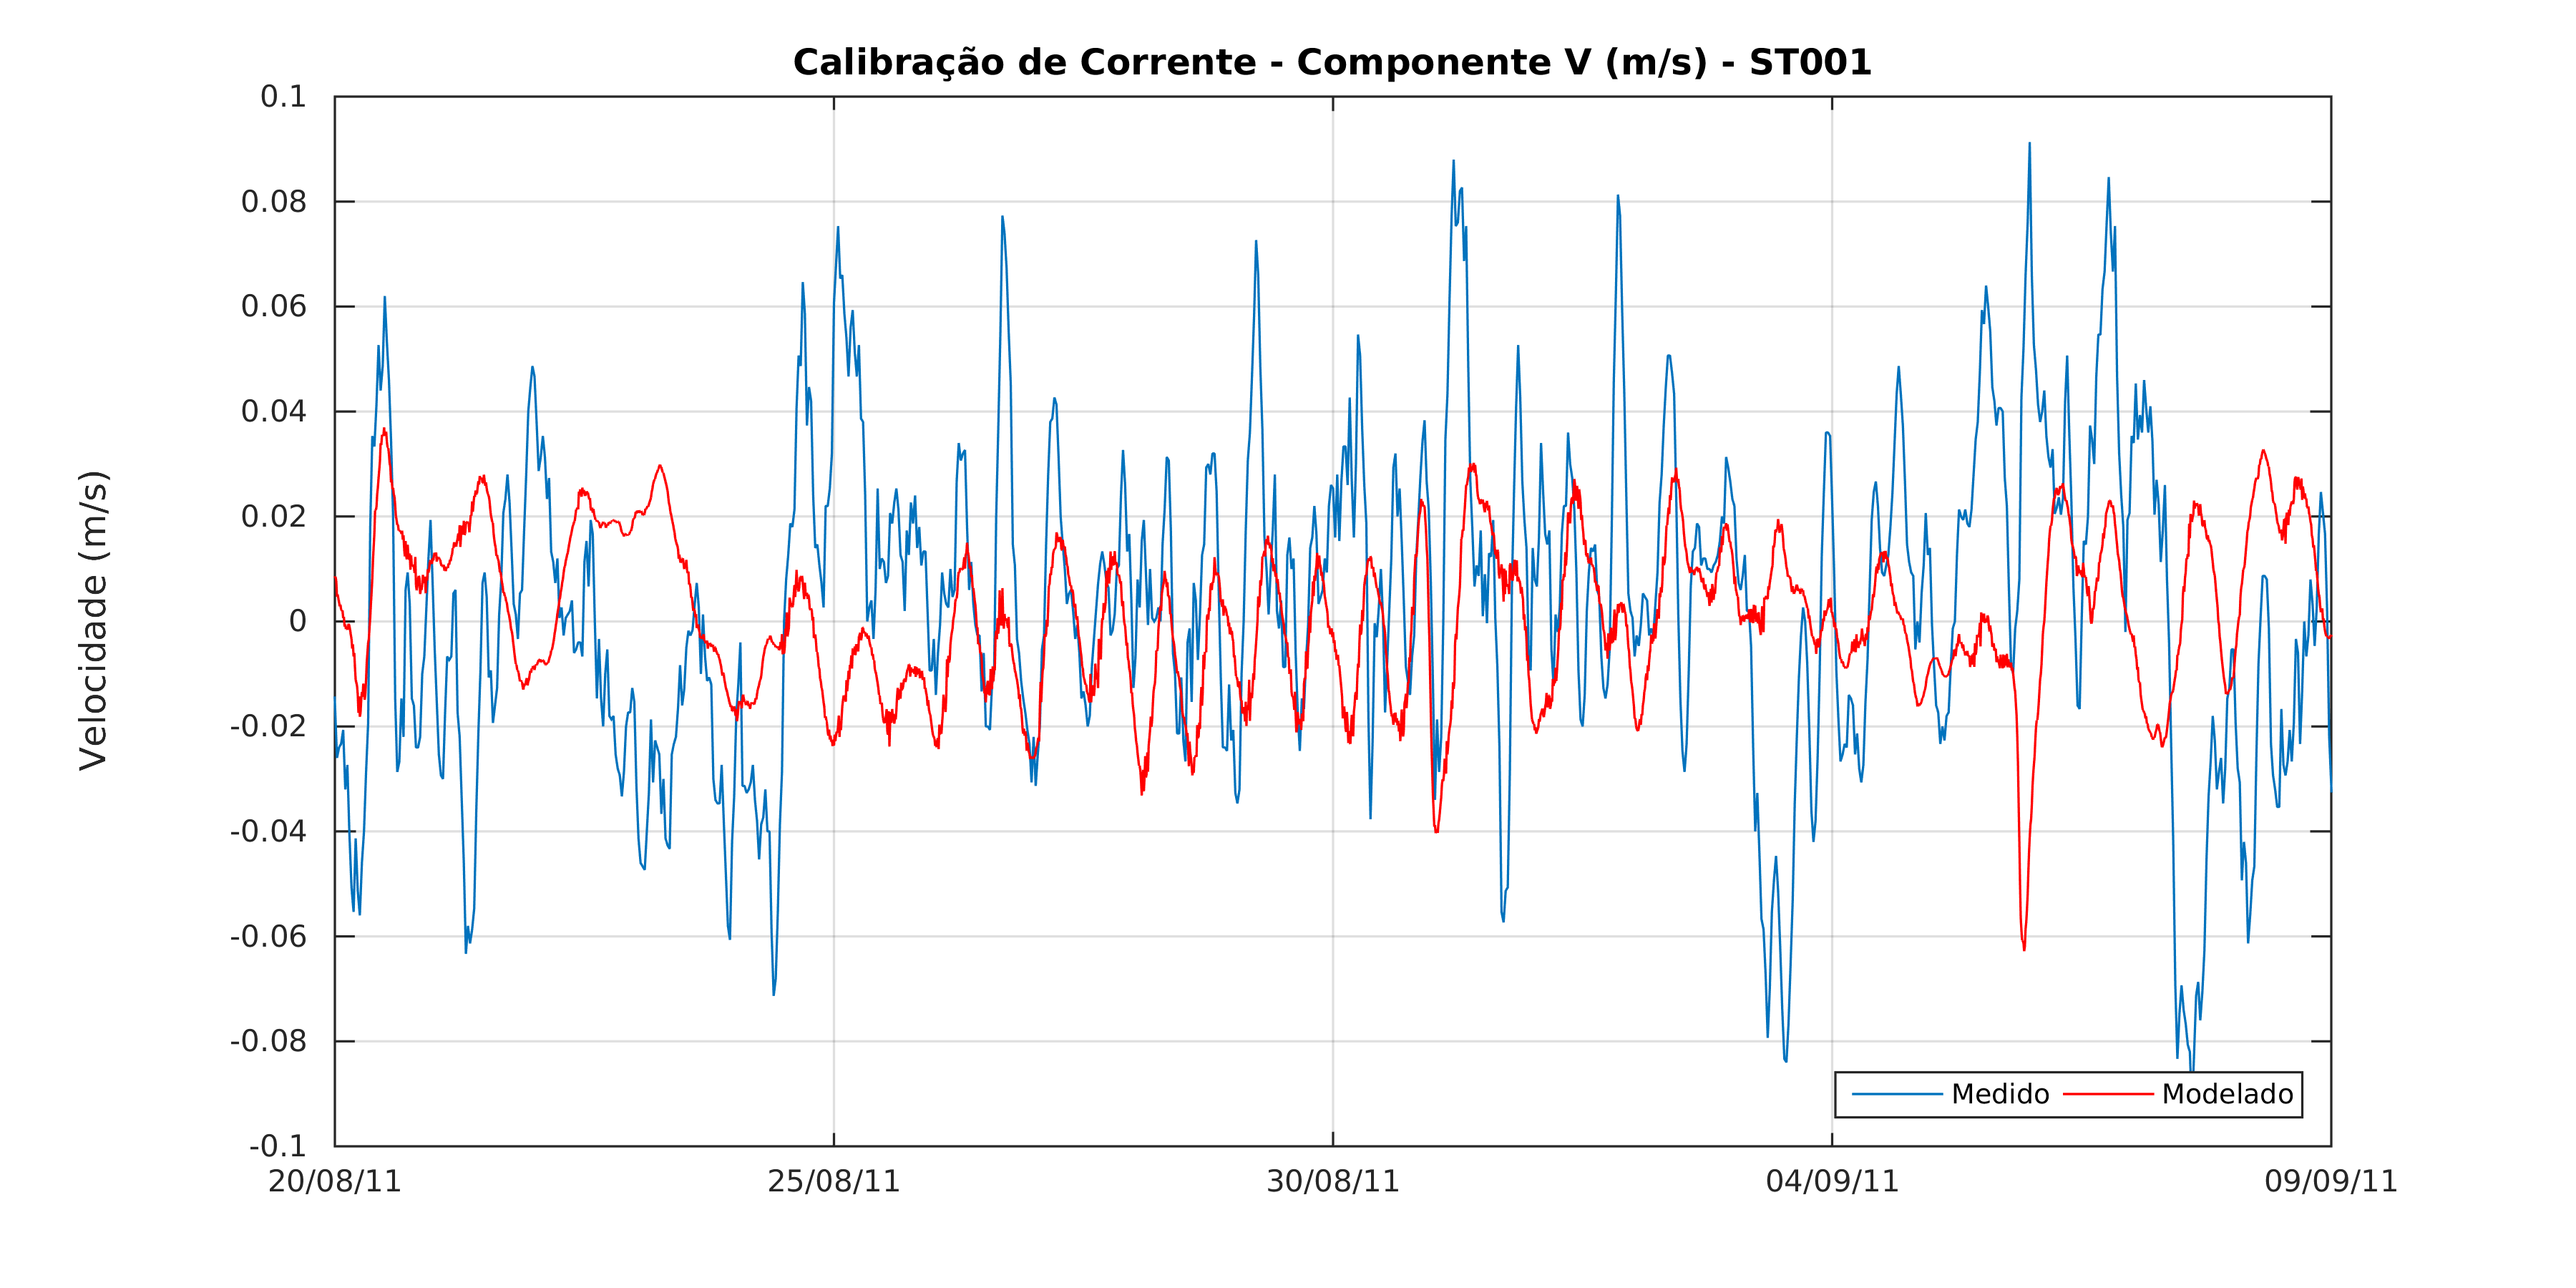 Calibração de Corrente - Componente V (m/s) - ST001
Velocidade (m/s)
0.1
0.08
0.06
0.04
0.02
0
-0.02
-0.04
-0.06
-0.08
-0.1
20/08/11 25/08/11 30/08/11 04/09/11 09/09/11
Medido Modelado